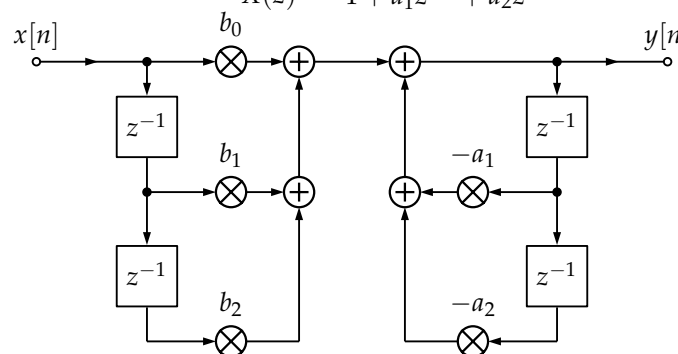 b₀
x[n] y[n
z⁻¹ z⁻¹
b₁ −a₁
z⁻¹ z⁻¹
b₂ −a₂